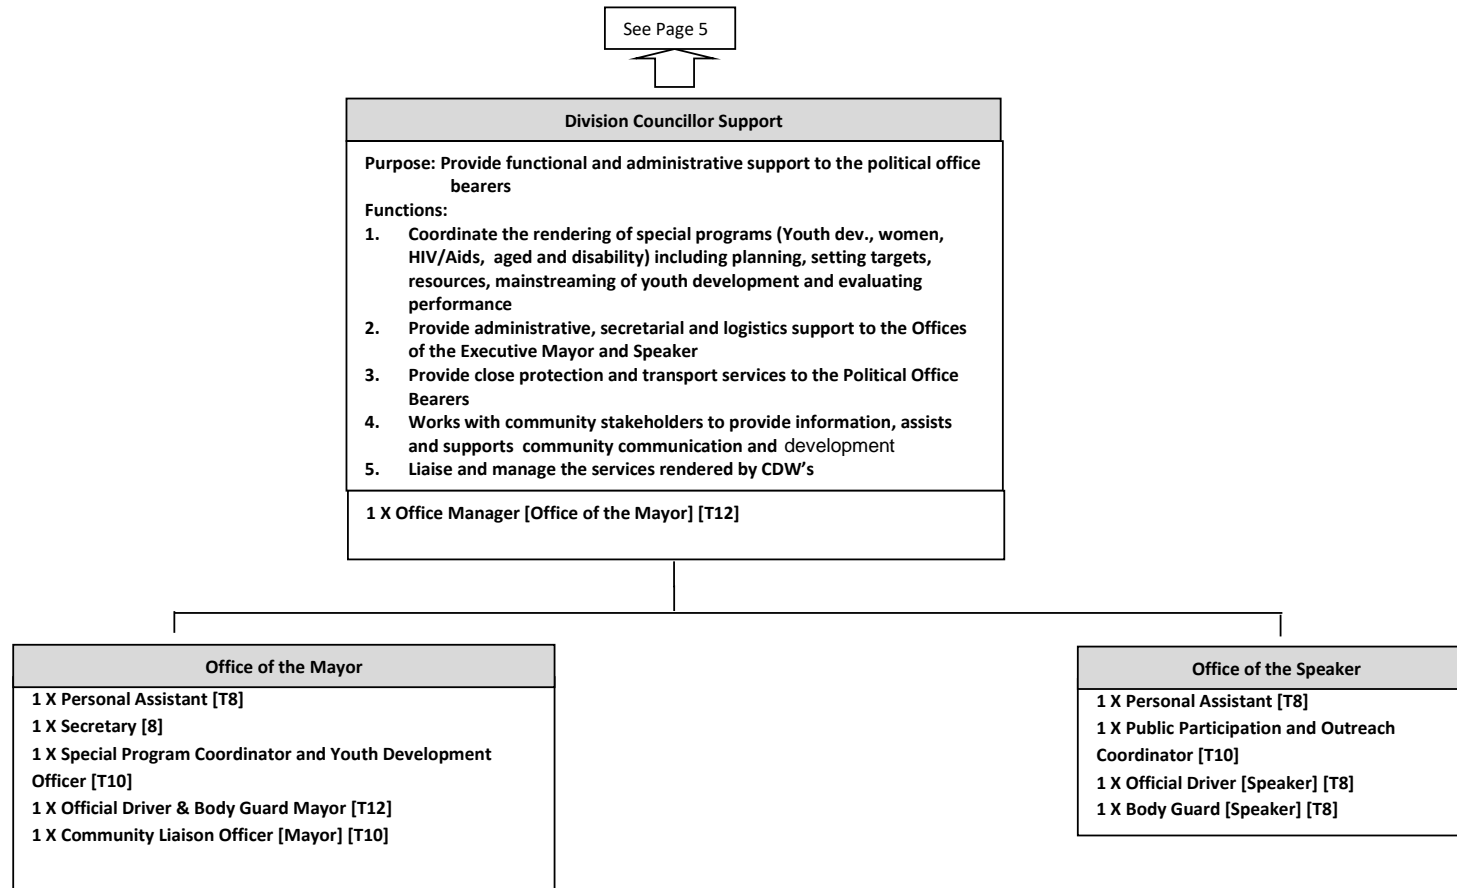 See Page 5
Division Councillor Support
Purpose: Provide functional and administrative support to the political office
bearers
Functions:
1. Coordinate the rendering of special programs (Youth dev., women,
HIV/Aids, aged and disability) including planning, setting targets,
resources, mainstreaming of youth development and evaluating
performance
2. Provide administrative, secretarial and logistics support to the Offices
of the Executive Mayor and Speaker
3. Provide close protection and transport services to the Political Office
Bearers
4. Works with community stakeholders to provide information, assists
and supports community communication and development
5. Liaise and manage the services rendered by CDW's
1 X Office Manager [Office of the Mayor] [T12]
Office of the Mayor
1 X Personal Assistant [T8]
1 X Secretary [8]
1 X Special Program Coordinator and Youth Development
Officer [T10]
1 X Official Driver & Body Guard Mayor [T12]
1 X Community Liaison Officer [Mayor] [T10]
Office of the Speaker
1 X Personal Assistant [T8]
1 X Public Participation and Outreach
Coordinator [T10]
1 X Official Driver [Speaker] [T8]
1 X Body Guard [Speaker] [T8]